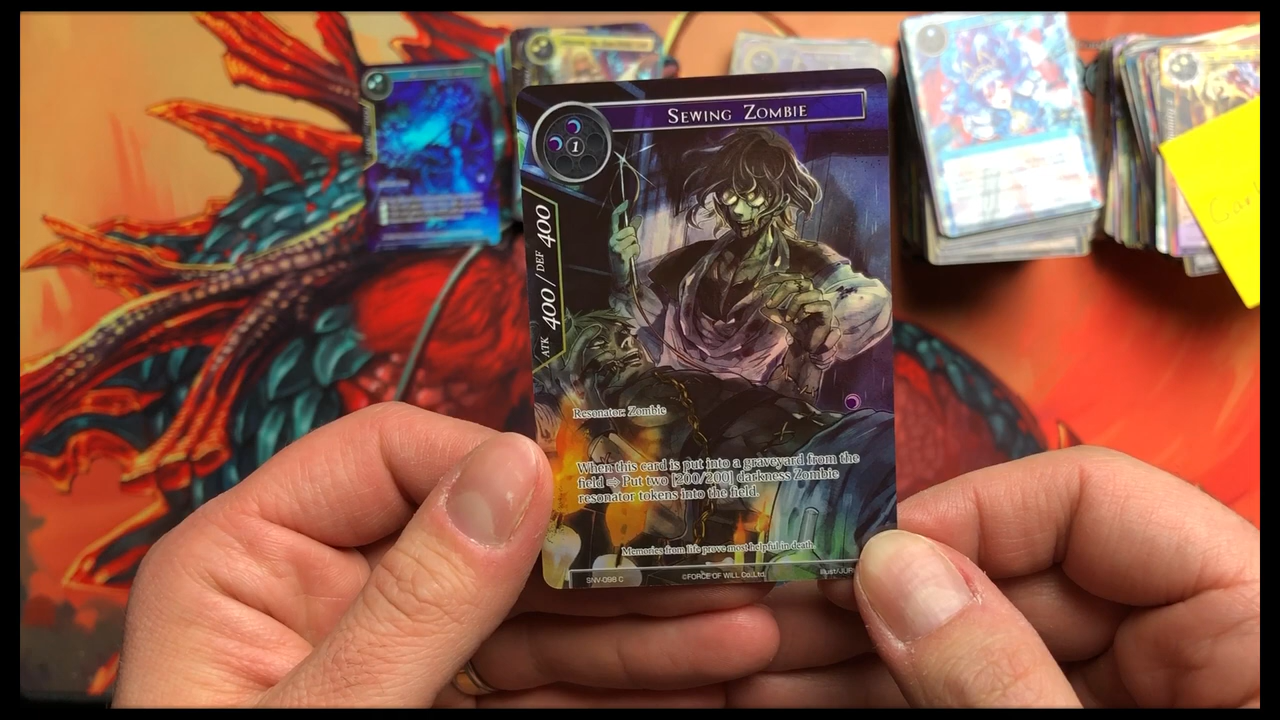 SEWING ZOMBIE
1
ATK 400 / DEF 400
Resonator: Zombie
When this card is put into a graveyard from the
field ⇨ Put two [200/200] darkness Zombie
resonator tokens into the field.
Memories from life prove most helpful in death.
SNV-098 C
©FORCE OF WILL Co.,Ltd.
Illust/JUR